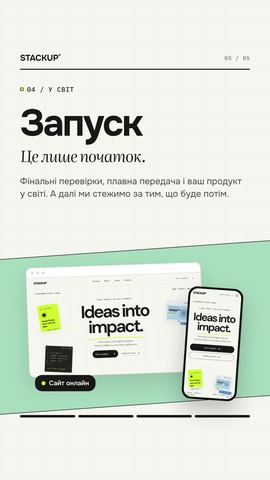 STACKUP®
05 / 05
04 / У СВІТ
Запуск
Це лише початок.
Фінальні перевірки, плавна передача і ваш продукт
у світі. А далі ми стежимо за тим, що буде потім.
STACKUP
Ideas into
impact.
STACKUP
Ideas into
impact.
Сайт онлайн